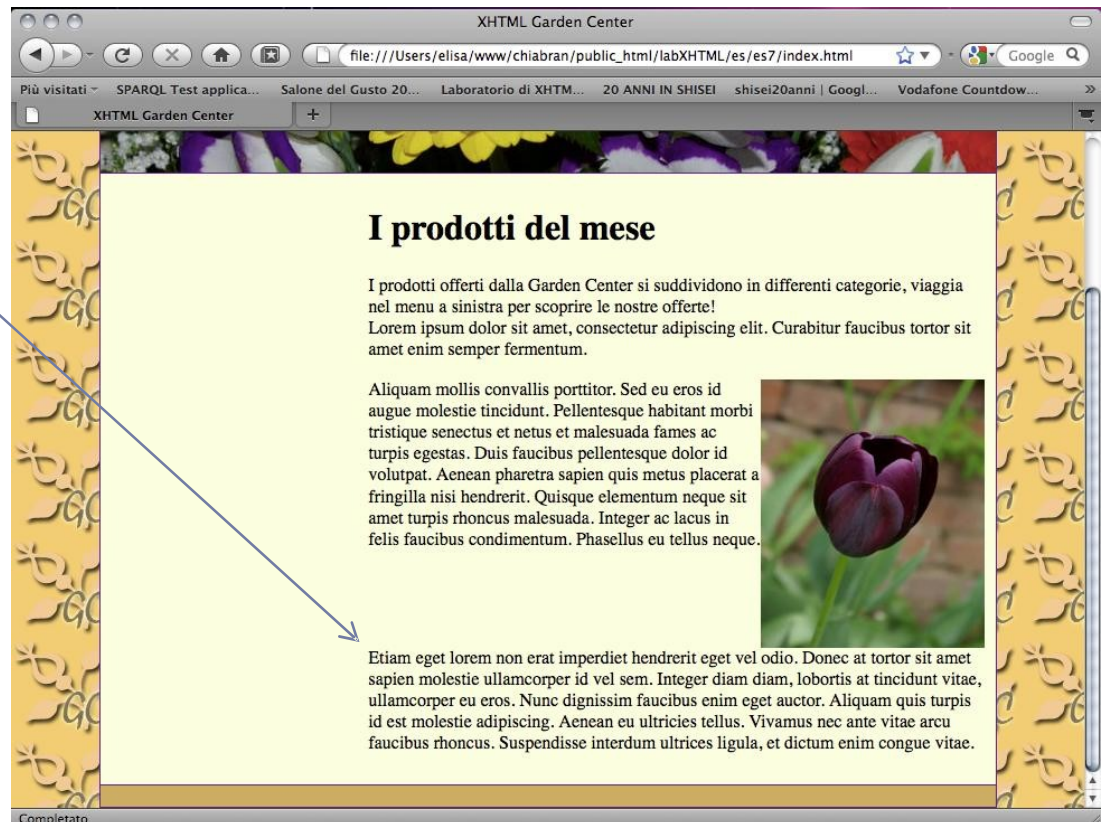 XHTML Garden Center
file:///Users/elisa/www/chiabran/public_html/labXHTML/es/es7/index.html
Google
Più visitati
SPARQL Test applica...
Salone del Gusto 20...
Laboratorio di XHTM...
20 ANNI IN SHISEI
shisei20anni | Googl...
Vodafone Countdow...
»
XHTML Garden Center
+
I prodotti del mese
I prodotti offerti dalla Garden Center si suddividono in differenti categorie, viaggia
nel menu a sinistra per scoprire le nostre offerte!
Lorem ipsum dolor sit amet, consectetur adipiscing elit. Curabitur faucibus tortor sit
amet enim semper fermentum.
Aliquam mollis convallis porttitor. Sed eu eros id
augue molestie tincidunt. Pellentesque habitant morbi
tristique senectus et netus et malesuada fames ac
turpis egestas. Duis faucibus pellentesque dolor id
volutpat. Aenean pharetra sapien quis metus placerat a
fringilla nisi hendrerit. Quisque elementum neque sit
amet turpis rhoncus malesuada. Integer ac lacus in
felis faucibus condimentum. Phasellus eu tellus neque.
Etiam eget lorem non erat imperdiet hendrerit eget vel odio. Donec at tortor sit amet
sapien molestie ullamcorper id vel sem. Integer diam diam, lobortis at tincidunt vitae,
ullamcorper eu eros. Nunc dignissim faucibus enim eget auctor. Aliquam quis turpis
id est molestie adipiscing. Aenean eu ultricies tellus. Vivamus nec ante vitae arcu
faucibus rhoncus. Suspendisse interdum ultrices ligula, et dictum enim congue vitae.
Completato